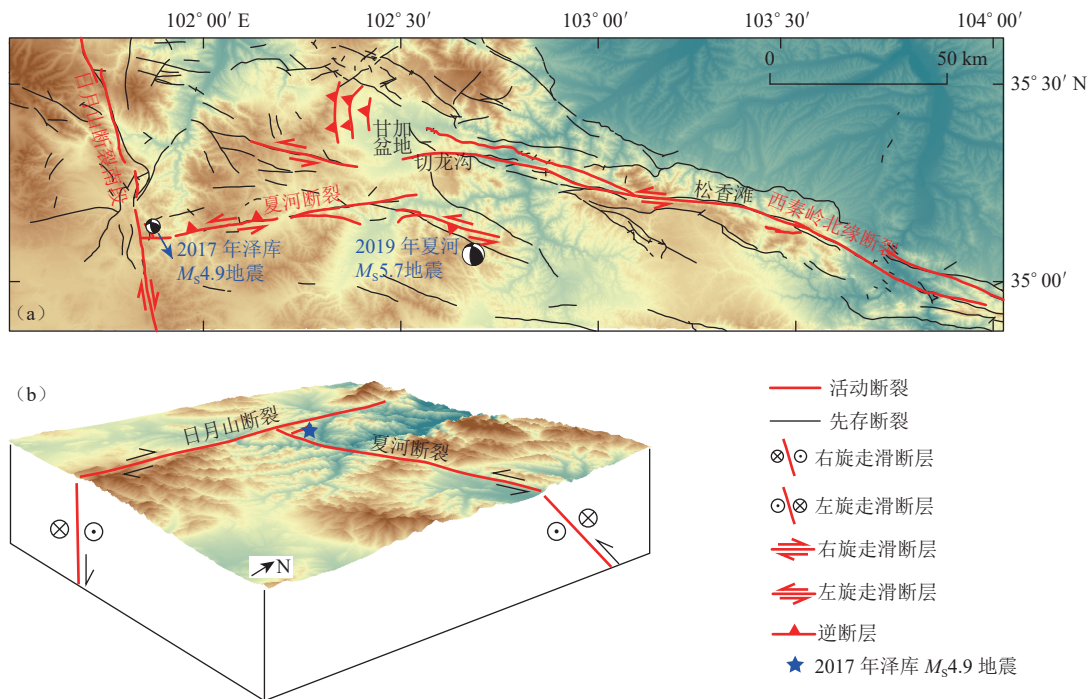 102° 00′ E
102° 30′
103° 00′
103° 30′
104° 00′
0
50 km
35° 30′ N
日月山断裂南段
甘加
盆地
切龙沟
松香滩
夏河断裂
西秦岭北缘断裂
2017 年泽库
MS4.9地震
2019 年夏河
MS5.7地震
35° 00′
（a）
（b）
日月山断裂
夏河断裂
N
活动断裂
先存断裂
右旋走滑断层
左旋走滑断层
右旋走滑断层
左旋走滑断层
逆断层
2017 年泽库 MS4.9 地震